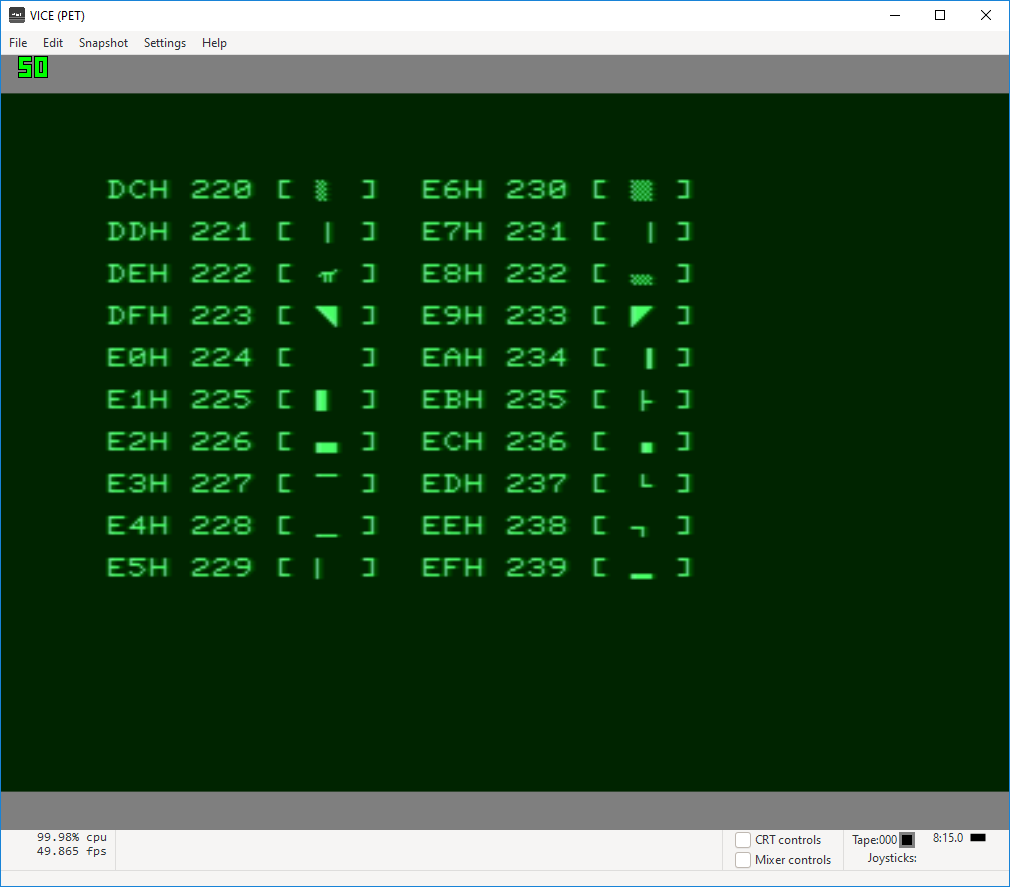 VICE (PET)
File Edit Snapshot Settings Help
50
DCH 220 [ ▒ ] E6H 230 [ ▒ ]
DDH 221 [ | ] E7H 231 [ | ]
DEH 222 [ π ] E8H 232 [ ▒ ]
DFH 223 [ ◥ ] E9H 233 [ ◤ ]
E0H 224 [   ] EAH 234 [ ▐ ]
E1H 225 [ ▌ ] EBH 235 [ ├ ]
E2H 226 [ ▄ ] ECH 236 [ ▗ ]
E3H 227 [ ▔ ] EDH 237 [ └ ]
E4H 228 [ ▁ ] EEH 238 [ ┐ ]
E5H 229 [ ▏ ] EFH 239 [ ▂ ]
99.98% cpu
49.865 fps
CRT controls
Mixer controls
Tape:000
8:15.0
Joysticks: